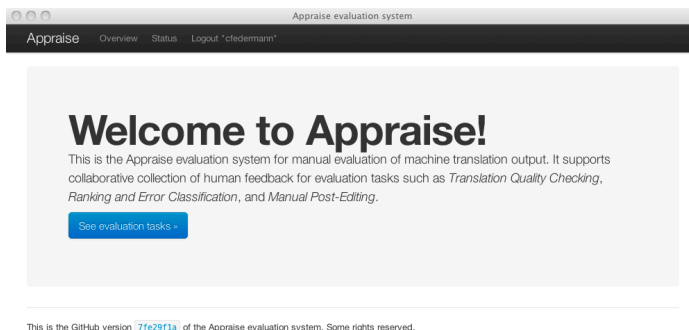 Appraise evaluation system
Appraise Overview Status Logout "cfedermann"
Welcome to Appraise!
This is the Appraise evaluation system for manual evaluation of machine translation output. It supports
collaborative collection of human feedback for evaluation tasks such as Translation Quality Checking,
Ranking and Error Classification, and Manual Post-Editing.
See evaluation tasks »
This is the GitHub version 7fe29f1a of the Appraise evaluation system. Some rights reserved.